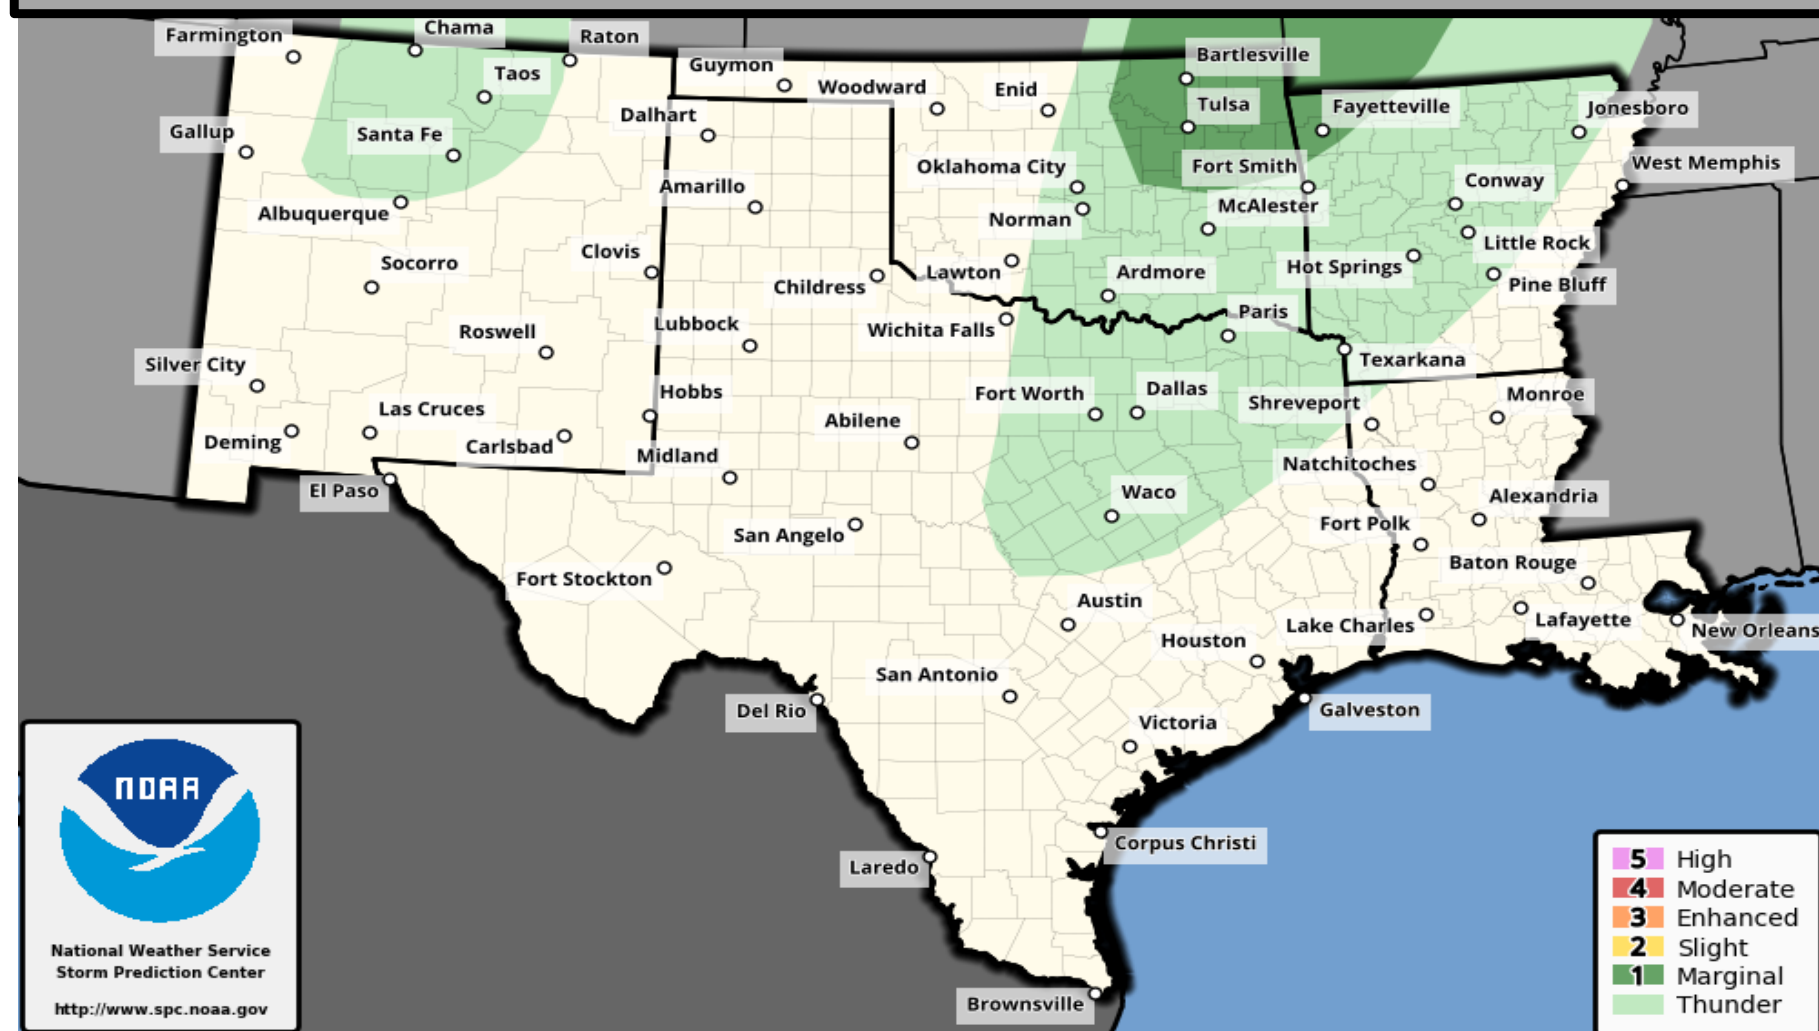 Farmington
Chama
Raton
Taos
Gallup
Santa Fe
Albuquerque
Socorro
Clovis
Roswell
Silver City
Las Cruces
Hobbs
Deming
Carlsbad
El Paso
Guymon
Woodward
Enid
Bartlesville
Tulsa
Fayetteville
Jonesboro
Dalhart
Oklahoma City
Fort Smith
Conway
West Memphis
Amarillo
Norman
McAlester
Little Rock
Childress
Lawton
Ardmore
Hot Springs
Pine Bluff
Lubbock
Wichita Falls
Paris
Texarkana
Fort Worth
Dallas
Shreveport
Monroe
Abilene
Midland
Natchitoches
Waco
Alexandria
San Angelo
Fort Polk
Fort Stockton
Baton Rouge
Austin
Houston
Lake Charles
Lafayette
New Orleans
San Antonio
Del Rio
Galveston
Victoria
Corpus Christi
Laredo
Brownsville
NOAA
National Weather Service
Storm Prediction Center
http://www.spc.noaa.gov
5 High
4 Moderate
3 Enhanced
2 Slight
1 Marginal
Thunder